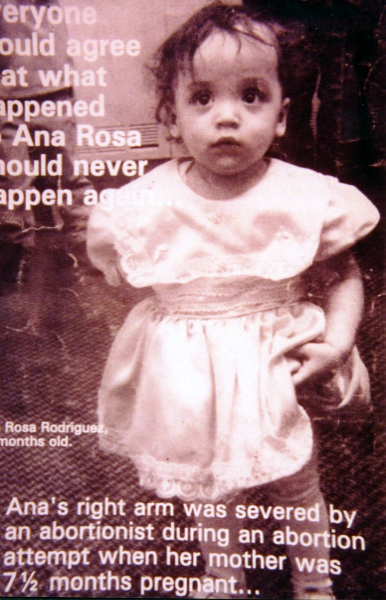 veryone
ould agree
at what
appened
o Ana Rosa
hould never
appen again...
Rosa Rodriguez,
months old.
Ana's right arm was severed by
an abortionist during an abortion
attempt when her mother was
7½ months pregnant...